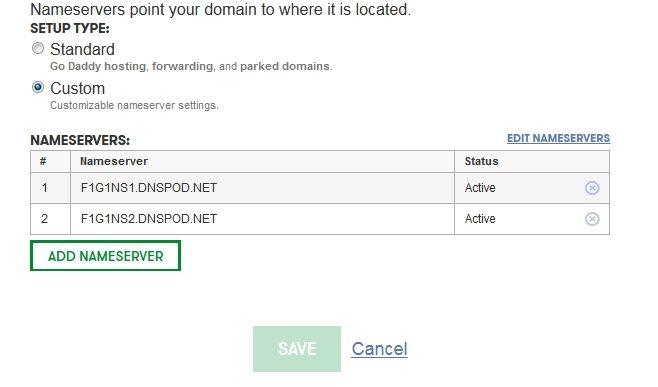 Nameservers point your domain to where it is located.
SETUP TYPE:
Standard
Go Daddy hosting, forwarding, and parked domains.
Custom
Customizable nameserver settings.
NAMESERVERS: EDIT NAMESERVERS
# Nameserver Status
1 F1G1NS1.DNSPOD.NET Active
2 F1G1NS2.DNSPOD.NET Active
ADD NAMESERVER
SAVE Cancel